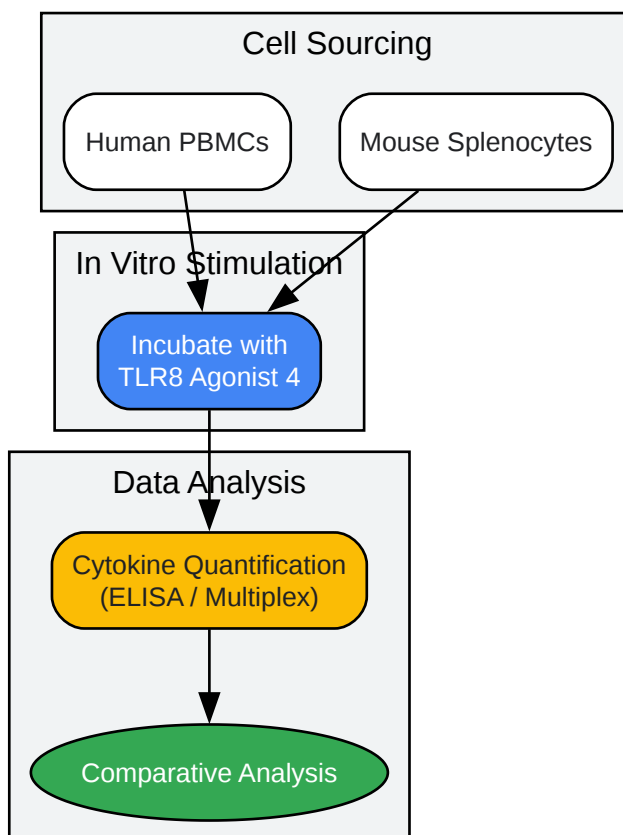 Cell Sourcing
Human PBMCs
Mouse Splenocytes
In Vitro Stimulation
Incubate with
TLR8 Agonist 4
Data Analysis
Cytokine Quantification
(ELISA / Multiplex)
Comparative Analysis